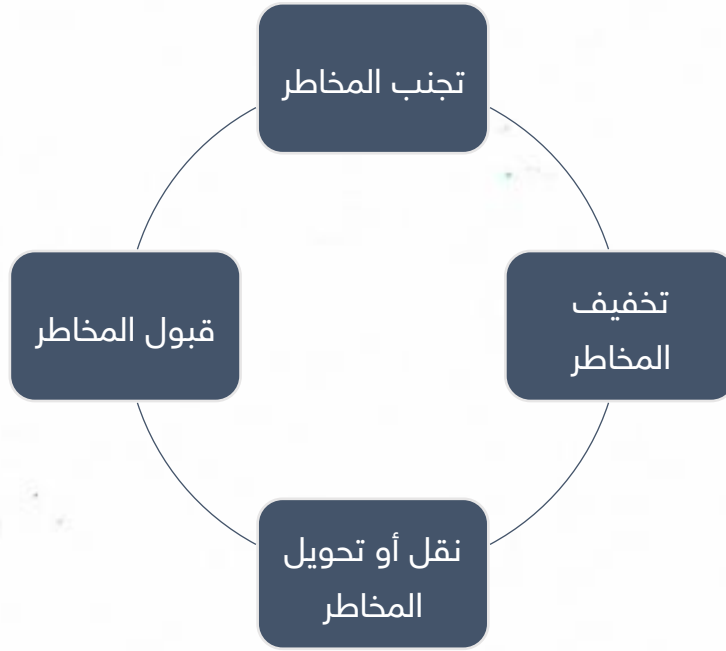 تجنب المخاطر
تخفيف
المخاطر
نقل أو تحويل
المخاطر
قبول المخاطر